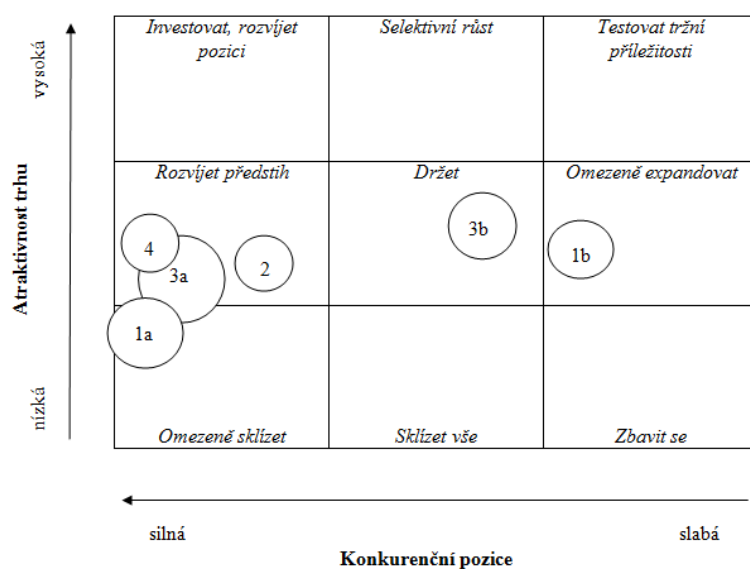 Investovat, rozvíjet
pozici
Selektivní růst
Testovat tržní
příležitosti
vysoká
Rozvíjet předstih
Držet
Omezeně expandovat
Atraktivnost trhu
4
3a
2
3b
1b
1a
nízká
Omezeně sklízet
Sklízet vše
Zbavit se
silná
slabá
Konkurenční pozice